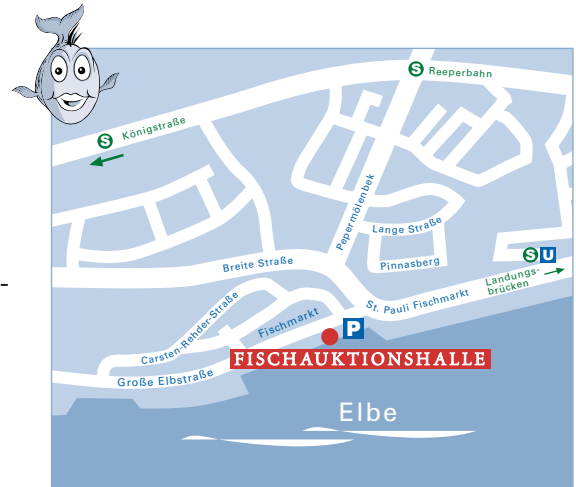 S Reeperbahn
S Königstraße
Pepermölenbek
Lange Straße
Pinnasberg
Breite Straße
S U
Landungs-
brücken
St. Pauli Fischmarkt
Carsten-Rehder-Straße
Fischmarkt
P
Große Elbstraße
FISCHAUKTIONSHALLE
Elbe
-